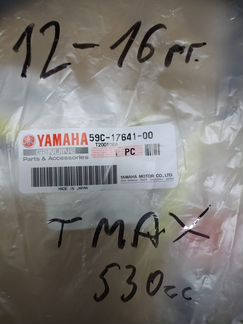 12-16 гг.
YAMAHA 59C-17641-00
GENUINE
Parts & Accessories
PC
MADE IN JAPAN
YAMAHA MOTOR CO., LTD.
T MAX
530cc